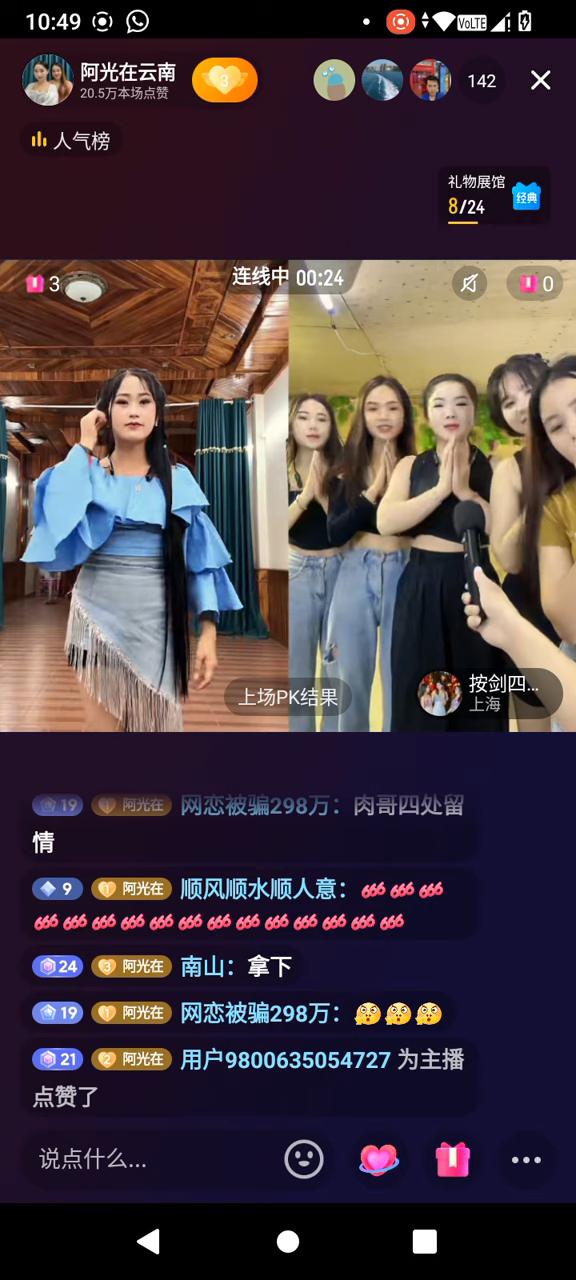 10:49
VoLTE
阿光在云南
20.5万本场点赞
3
142
人气榜
礼物展馆
8/24
经典
3
连线中 00:24
0
上场PK结果
按剑四...
上海
19 1 阿光在 网恋被骗298万：肉哥四处留
情
9 1 阿光在 顺风顺水顺人意：666 666 666
666 666 666 666 666 666 666 666 666 666 666 666 666
24 3 阿光在 南山：拿下
19 1 阿光在 网恋被骗298万：
21 2 阿光在 用户9800635054727 为主播
点赞了
说点什么...